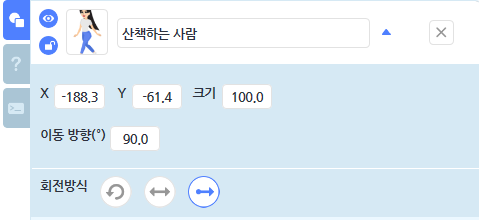 산책하는 사람
X -188.3 Y -61.4 크기 100.0
이동 방향(°) 90.0
회전방식
?
>_